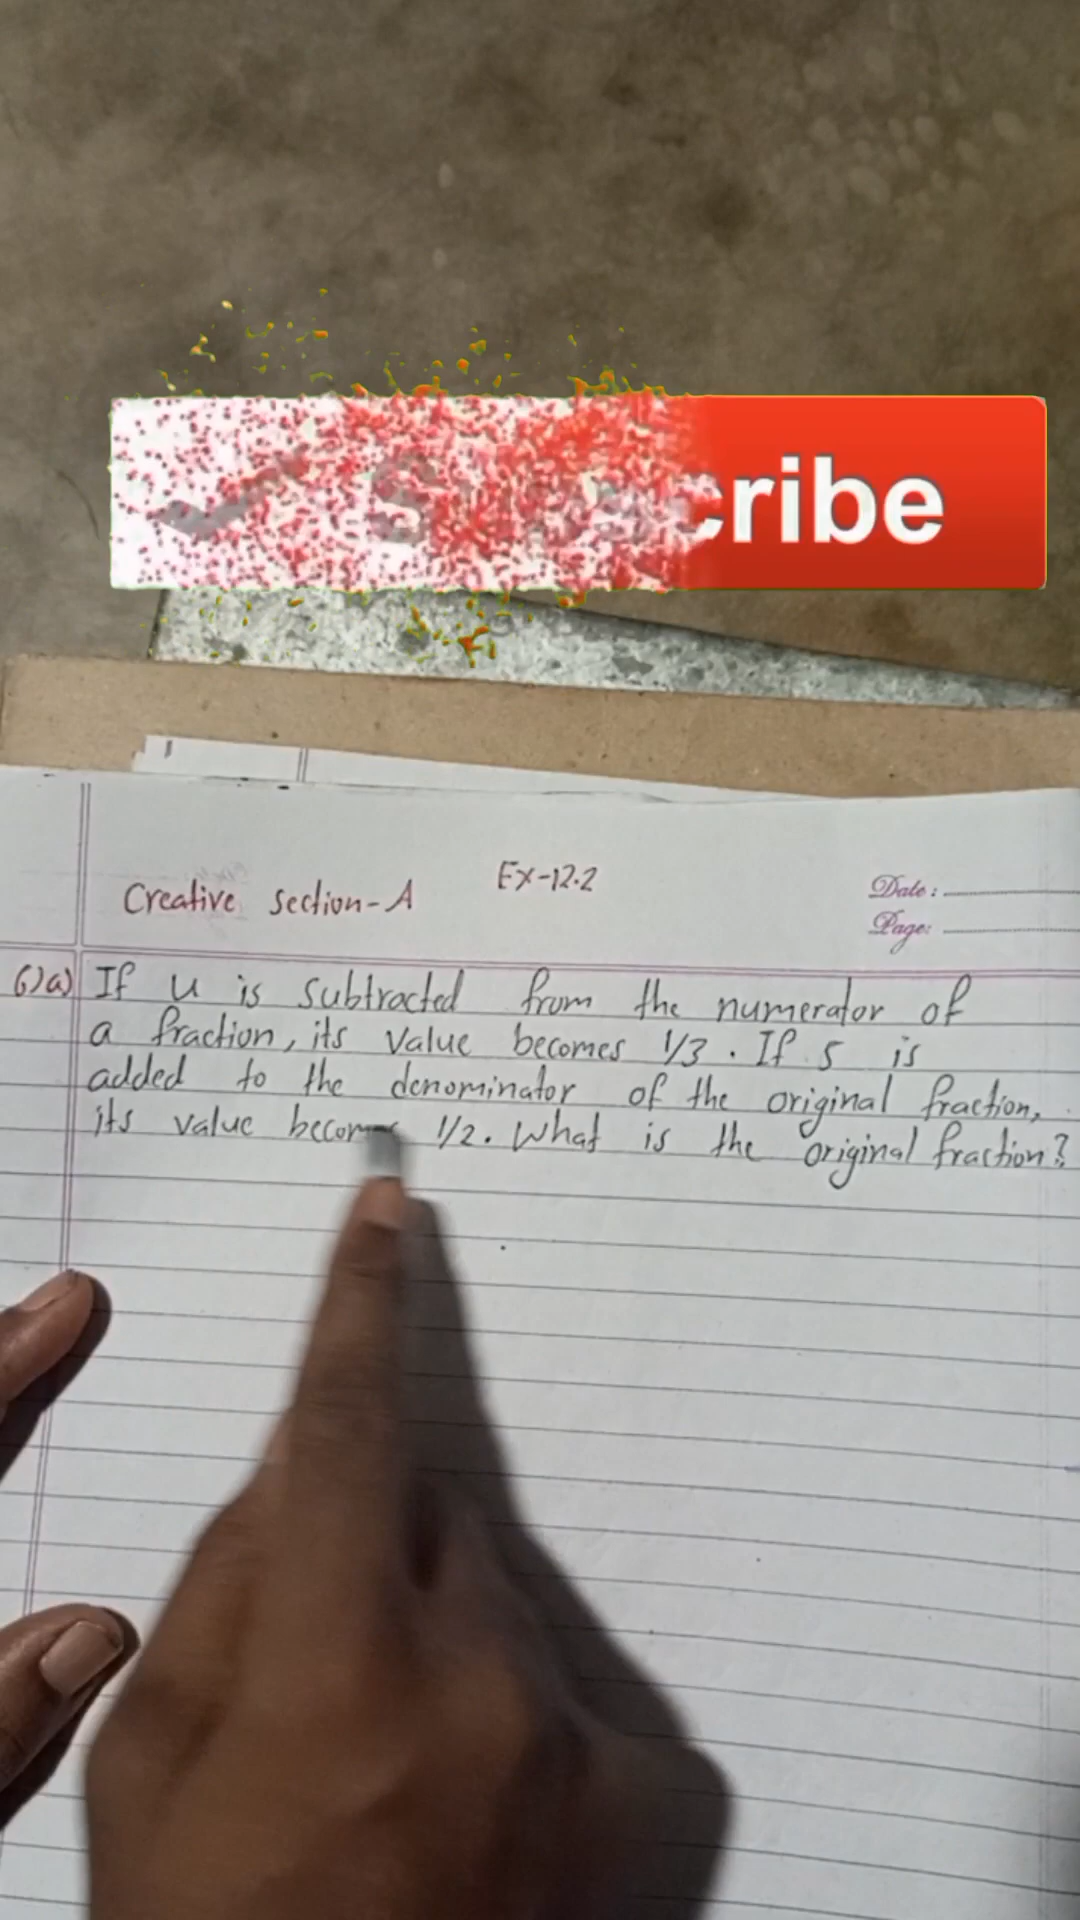 cribe
Ex-12.2
Creative section-A
Date:
Page:
6)a) If 4 is subtracted from the numerator of
a fraction, its value becomes 1/3. If 5 is
added to the denominator of the original fraction,
its value becomes 1/2. What is the original fraction?